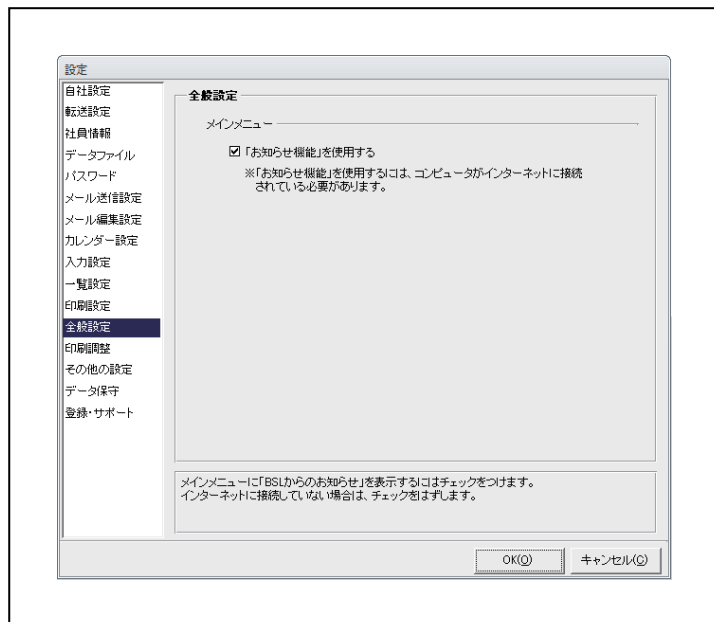 設定
自社設定
転送設定
社員情報
データファイル
パスワード
メール送信設定
メール編集設定
カレンダー設定
入力設定
一覧設定
印刷設定
全般設定
印刷調整
その他の設定
データ保守
登録・サポート
全般設定
メインメニュー
「お知らせ機能」を使用する
※「お知らせ機能」を使用するには、コンピュータがインターネットに接続
されている必要があります。
メインメニューに「BSLからのお知らせ」を表示するにはチェックをつけます。
インターネットに接続していない場合は、チェックをはずします。
OK(O)
キャンセル(C)